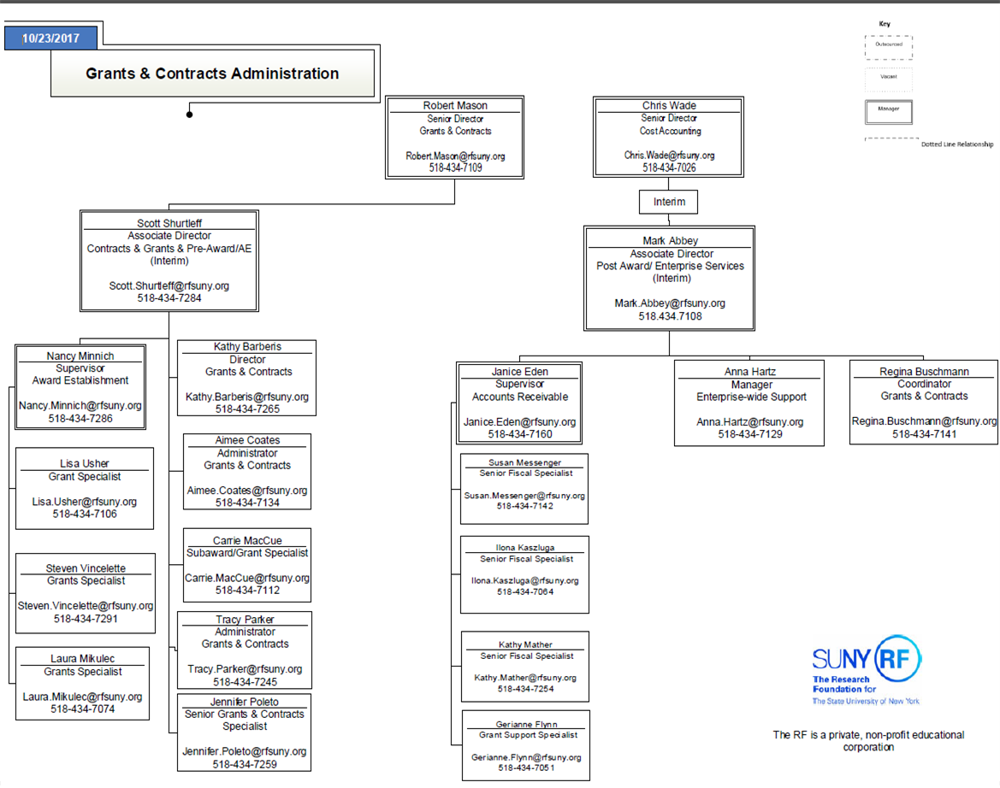 10/23/2017
Grants & Contracts Administration
Key
Outsourced
Vacant
Manager
Dotted Line Relationship
Robert Mason
Senior Director
Grants & Contracts
Robert.Mason@rfsuny.org
518-434-7109
Chris Wade
Senior Director
Cost Accounting
Chris.Wade@rfsuny.org
518-434-7026
Interim
Scott Shurtleff
Associate Director
Contracts & Grants & Pre-Award/AE
(Interim)
Scott.Shurtleff@rfsuny.org
518-434-7284
Mark Abbey
Associate Director
Post Award/ Enterprise Services
(Interim)
Mark.Abbey@rfsuny.org
518.434.7108
Nancy Minnich
Supervisor
Award Establishment
Nancy.Minnich@rfsuny.org
518-434-7286
Lisa Usher
Grant Specialist
Lisa.Usher@rfsuny.org
518-434-7106
Steven Vincelette
Grants Specialist
Steven.Vincelette@rfsuny.org
518-434-7291
Laura Mikulec
Grants Specialist
Laura.Mikulec@rfsuny.org
518-434-7074
Kathy Barberis
Director
Grants & Contracts
Kathy.Barberis@rfsuny.org
518-434-7265
Aimee Coates
Administrator
Grants & Contracts
Aimee.Coates@rfsuny.org
518-434-7134
Carrie MacCue
Subaward/Grant Specialist
Carrie.MacCue@rfsuny.org
518-434-7112
Tracy Parker
Administrator
Grants & Contracts
Tracy.Parker@rfsuny.org
518-434-7245
Jennifer Poleto
Senior Grants & Contracts
Specialist
Jennifer.Poleto@rfsuny.org
518-434-7259
Janice Eden
Supervisor
Accounts Receivable
Janice.Eden@rfsuny.org
518-434-7160
Susan Messenger
Senior Fiscal Specialist
Susan.Messenger@rfsuny.org
518-434-7142
Ilona Kaszluga
Senior Fiscal Specialist
Ilona.Kaszluga@rfsuny.org
518-434-7064
Kathy Mather
Senior Fiscal Specialist
Kathy.Mather@rfsuny.org
518-434-7254
Gerianne Flynn
Grant Support Specialist
Gerianne.Flynn@rfsuny.org
518-434-7051
Anna Hartz
Manager
Enterprise-wide Support
Anna.Hartz@rfsuny.org
518-434-7129
Regina Buschmann
Coordinator
Grants & Contracts
Regina.Buschmann@rfsuny.org
518-434-7141
SUNY RF
The Research
Foundation for
The State University of New York
The RF is a private, non-profit educational
corporation